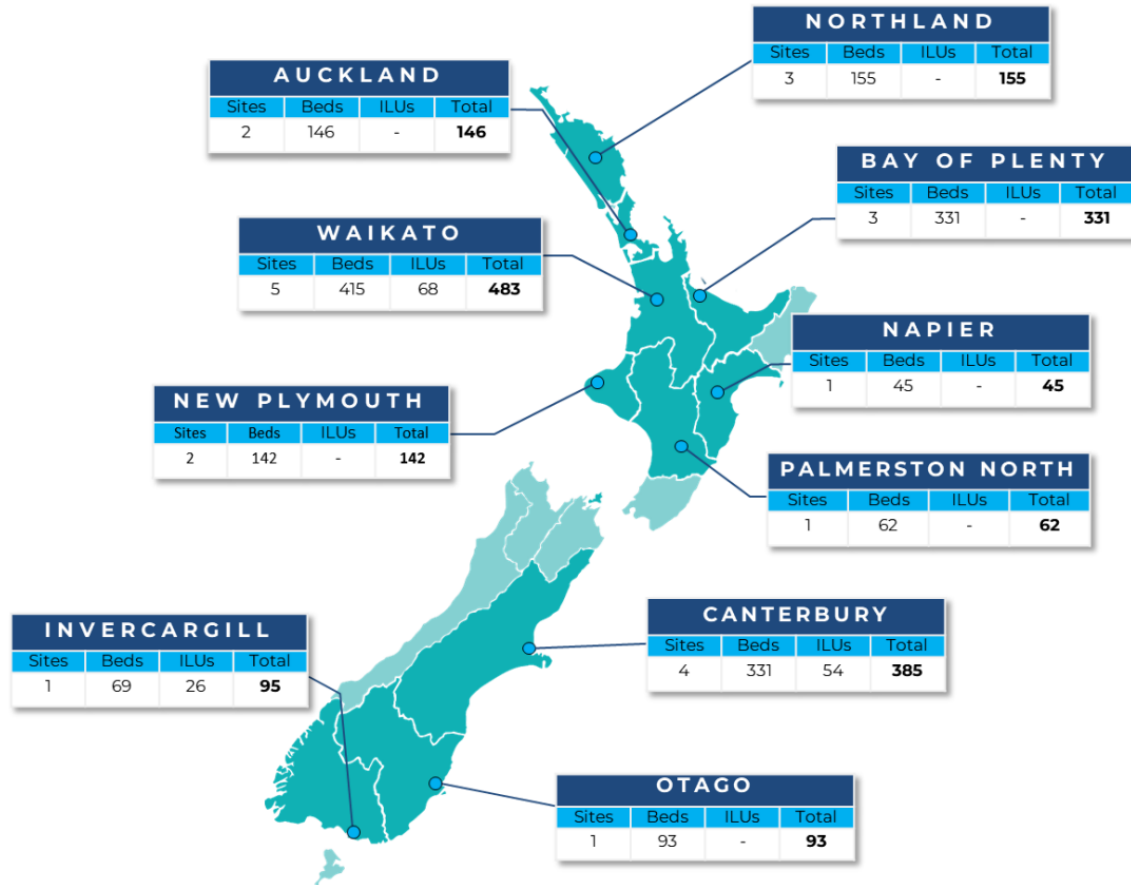 NORTHLAND
Sites Beds ILUs Total
3 155 - 155
AUCKLAND
Sites Beds ILUs Total
2 146 - 146
BAY OF PLENTY
Sites Beds ILUs Total
3 331 - 331
WAIKATO
Sites Beds ILUs Total
5 415 68 483
NAPIER
Sites Beds ILUs Total
1 45 - 45
NEW PLYMOUTH
Sites Beds ILUs Total
2 142 - 142
PALMERSTON NORTH
Sites Beds ILUs Total
1 62 - 62
CANTERBURY
Sites Beds ILUs Total
4 331 54 385
INVERCARGILL
Sites Beds ILUs Total
1 69 26 95
OTAGO
Sites Beds ILUs Total
1 93 - 93